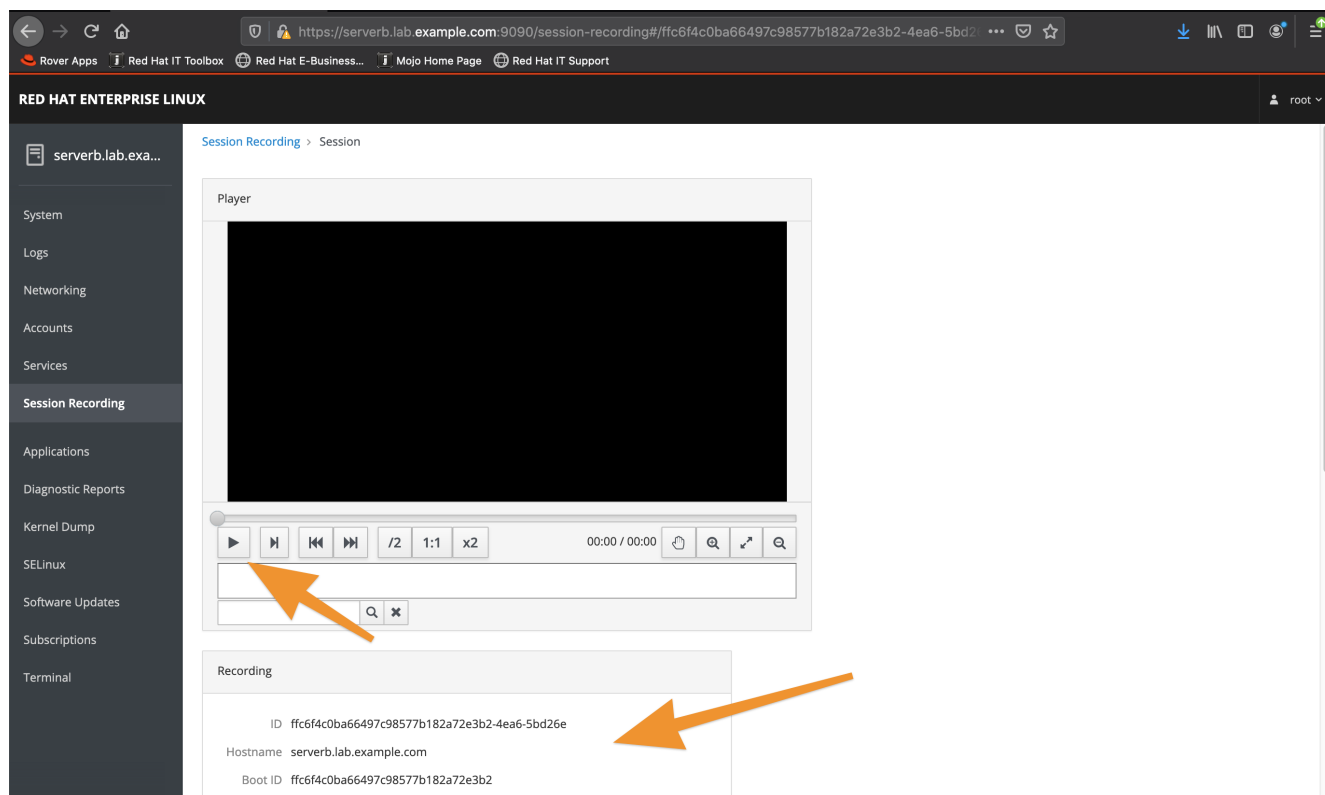 https://serverb.lab.example.com:9090/session-recording#/ffc6f4c0ba66497c98577b182a72e3b2-4ea6-5bd2
Rover Apps Red Hat IT Toolbox Red Hat E-Business... Mojo Home Page Red Hat IT Support
RED HAT ENTERPRISE LINUX root
serverb.lab.exa...
Session Recording > Session
Player
System
Logs
Networking
Accounts
Services
Session Recording
Applications
Diagnostic Reports
Kernel Dump
SELinux
Software Updates
Subscriptions
Terminal
/2 1:1 x2 00:00 / 00:00
Recording
ID ffc6f4c0ba66497c98577b182a72e3b2-4ea6-5bd26e
Hostname serverb.lab.example.com
Boot ID ffc6f4c0ba66497c98577b182a72e3b2